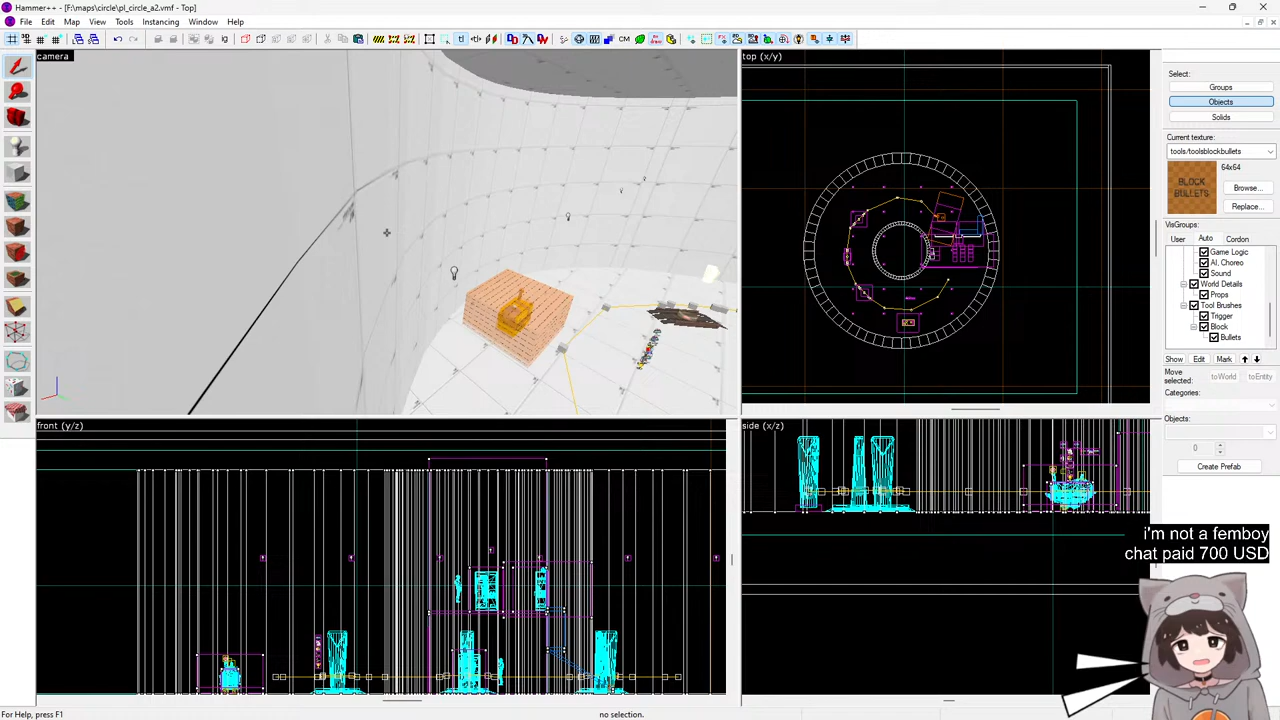 Hammer++ - [F:\maps\circle\pl_circle_a2.vmf - Top]
File Edit Map View Tools Instancing Window Help
camera
top (x/y)
front (y/z)
side (x/z)
Select:
Groups
Objects
Solids
Current texture:
tools/toolsblockbullets
64x64
BLOCK
BULLETS
Browse...
Replace...
VisGroups:
User Auto Cordon
Game Logic
AI, Choreo
Sound
World Details
Props
Tool Brushes
Trigger
Block
Bullets
Show Edit Mark
Move
selected:
toWorld toEntity
Categories:
Objects:
0
Create Prefab
i'm not a femboy
chat paid 700 USD
For Help, press F1
no selection.